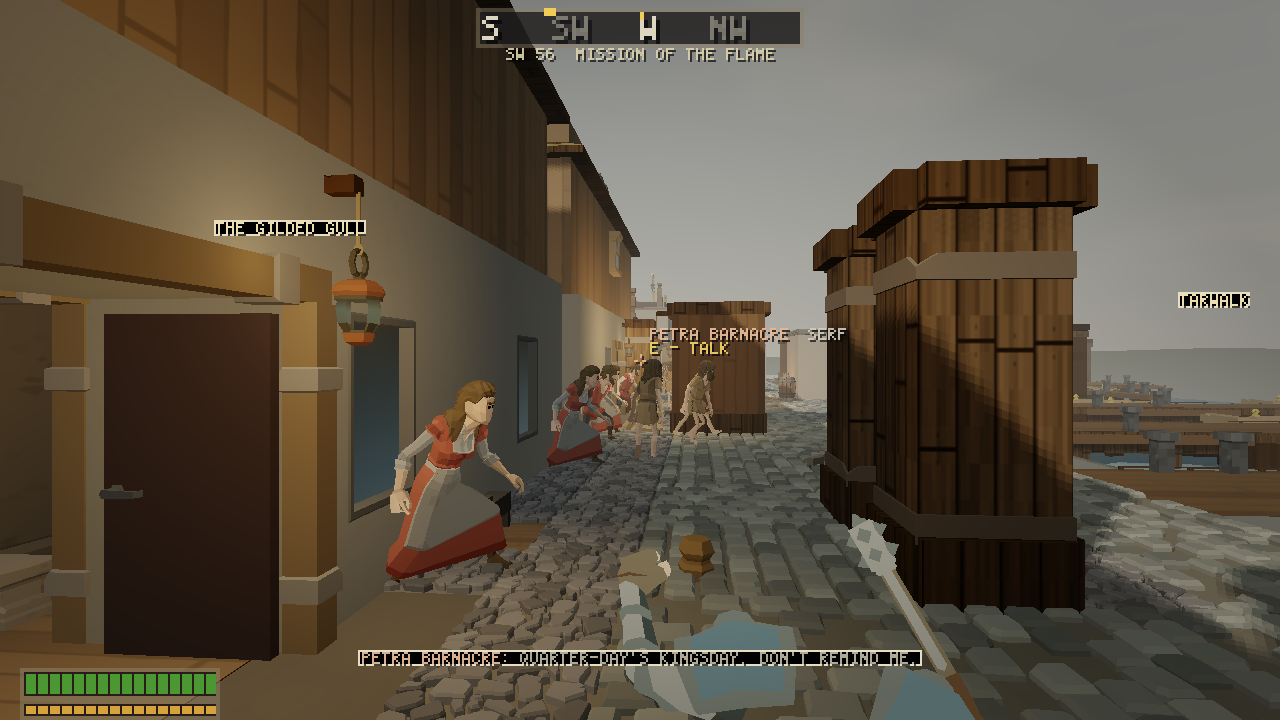 S SW W NW
SW 56 MISSION OF THE FLAME
THE GILDED GULL
TARWALK
PETRA BARNACRE SERF
E - TALK
PETRA BARNACRE: QUARTER-DAY'S KINGSDAY. DON'T REMIND ME.